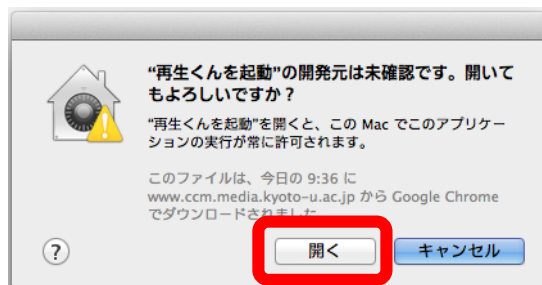 “再生くんを起動”の開発元は未確認です。開いて
もよろしいですか？
“再生くんを起動”を開くと、この Mac でこのアプリケー
ションの実行が常に許可されます。
このファイルは、今日の 9:36 に
www.ccm.media.kyoto-u.ac.jp から Google Chrome
でダウンロードされました
?
開く
キャンセル